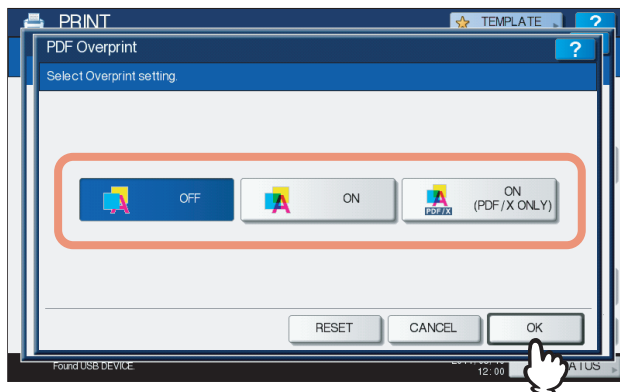 PRINT
TEMPLATE
?
PDF Overprint
?
Select Overprint setting.
OFF
ON
PDF/X
ON
(PDF/X ONLY)
RESET
CANCEL
OK
Found USB DEVICE.
12:00